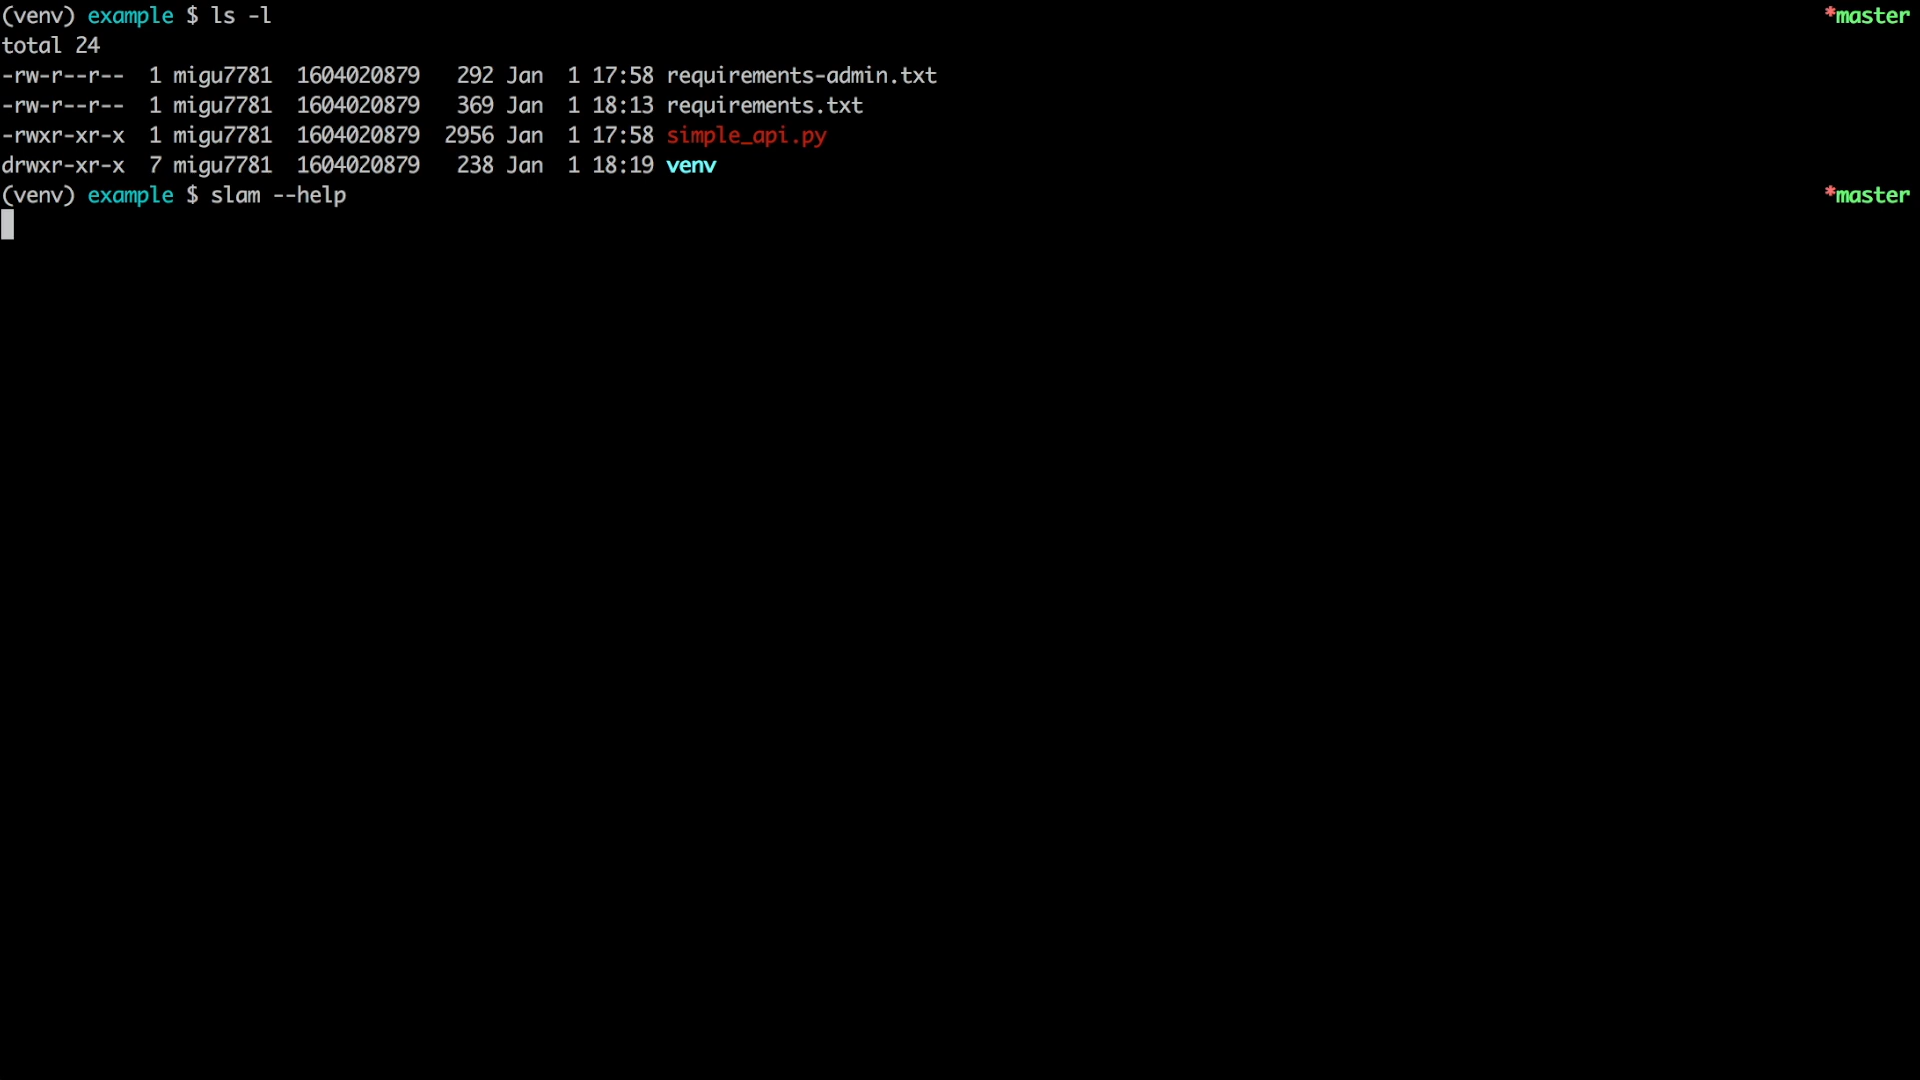 (venv) example $ ls -l *master
total 24
-rw-r--r-- 1 migu7781 1604020879 292 Jan 1 17:58 requirements-admin.txt
-rw-r--r-- 1 migu7781 1604020879 369 Jan 1 18:13 requirements.txt
-rwxr-xr-x 1 migu7781 1604020879 2956 Jan 1 17:58 simple_api.py
drwxr-xr-x 7 migu7781 1604020879 238 Jan 1 18:19 venv
(venv) example $ slam --help *master